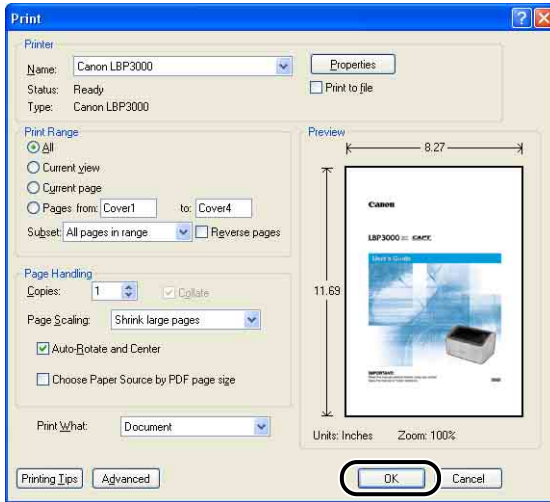 Print
Printer
Name: Canon LBP3000
Properties
Status: Ready
Print to file
Type: Canon LBP3000
Print Range
All
Current view
Current page
Pages from: Cover1 to: Cover4
Subset: All pages in range
Reverse pages
Page Handling
Copies: 1
Collate
Page Scaling: Shrink large pages
Auto-Rotate and Center
Choose Paper Source by PDF page size
Print What: Document
Preview
8.27
11.69
Canon
LBP3000
CAPT
User's Guide
IMPORTANT:
Units: Inches Zoom: 100%
Printing Tips
Advanced
OK
Cancel